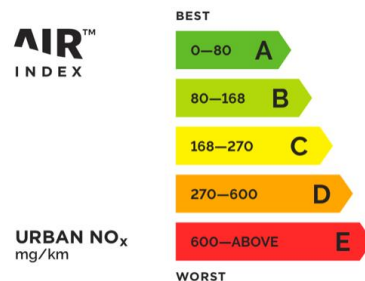 AIR™
INDEX
BEST
0—80 A
80—168 B
168—270 C
270—600 D
600—ABOVE E
WORST
URBAN NOx
mg/km